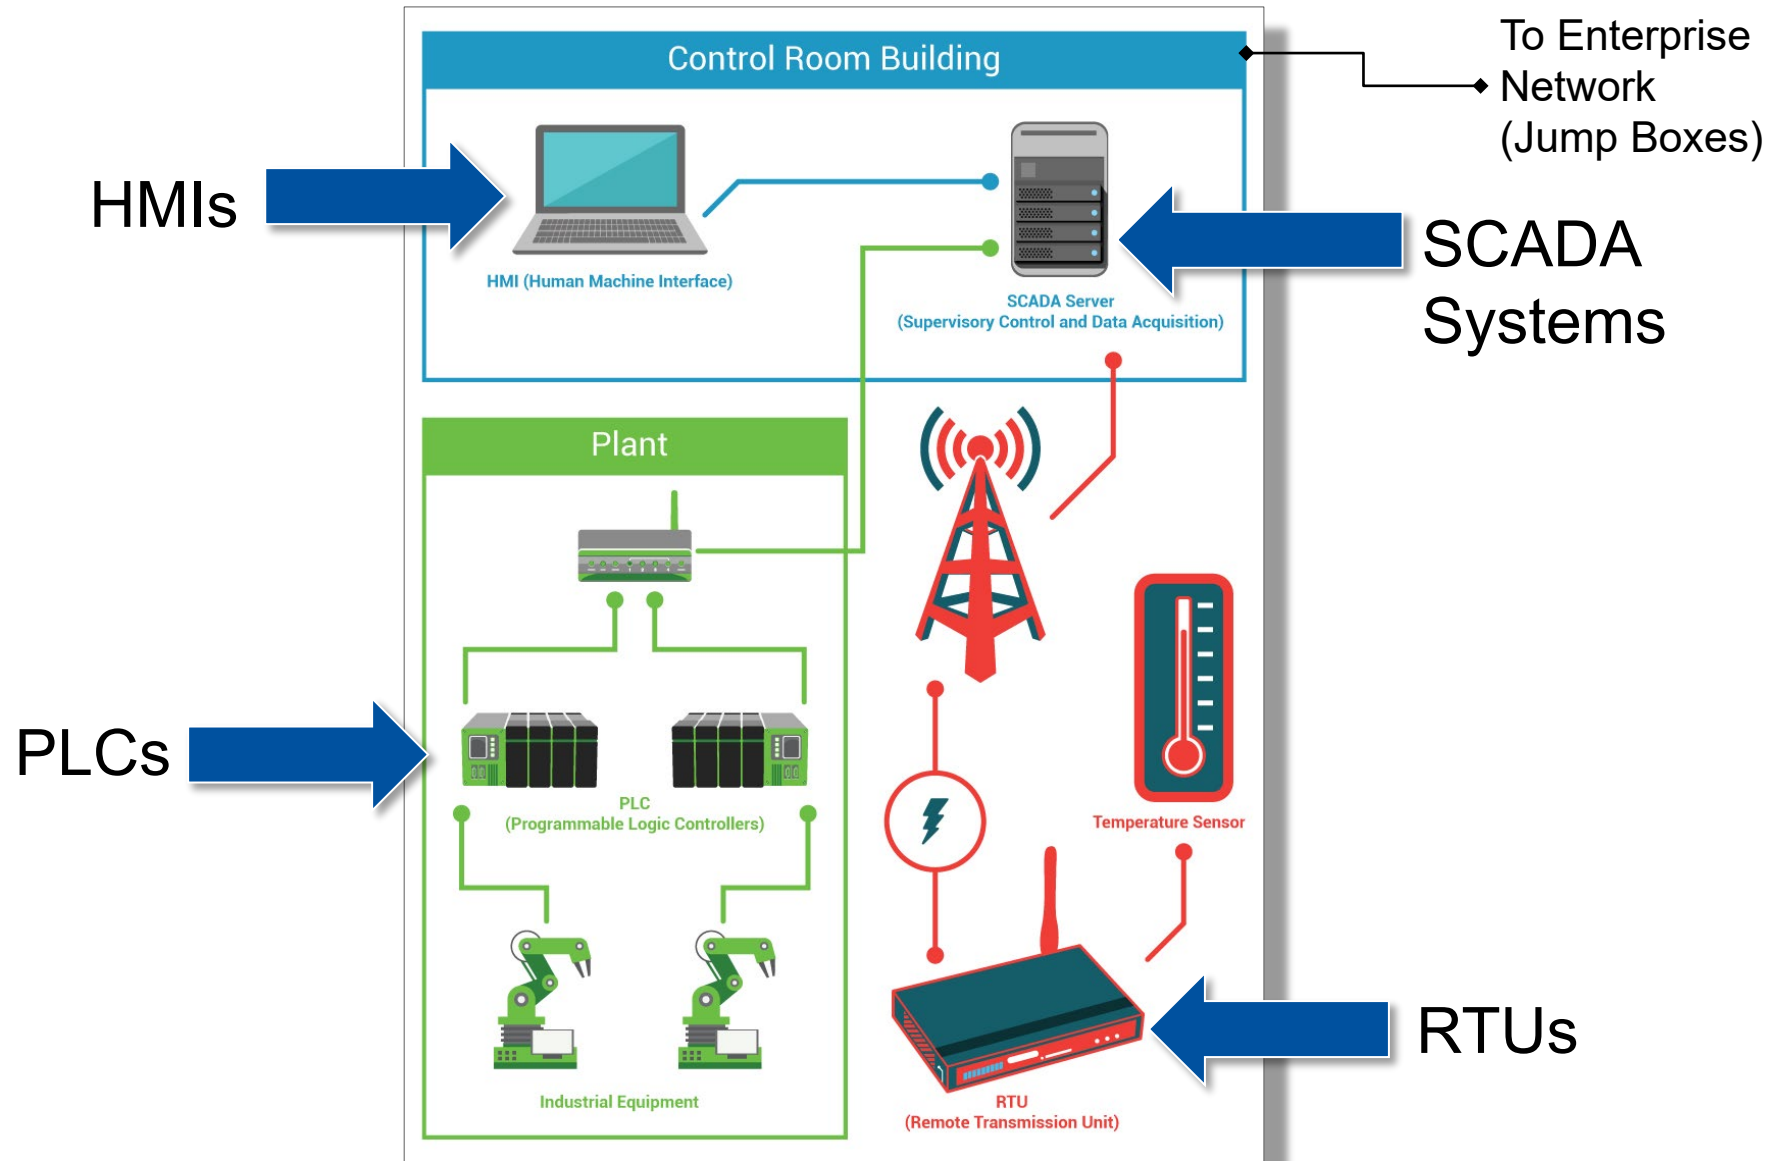 Control Room Building
To Enterprise
Network
(Jump Boxes)
HMIs
HMI (Human Machine Interface)
SCADA Server
(Supervisory Control and Data Acquisition)
SCADA
Systems
Plant
PLCs
PLC
(Programmable Logic Controllers)
Temperature Sensor
Industrial Equipment
RTU
(Remote Transmission Unit)
RTUs